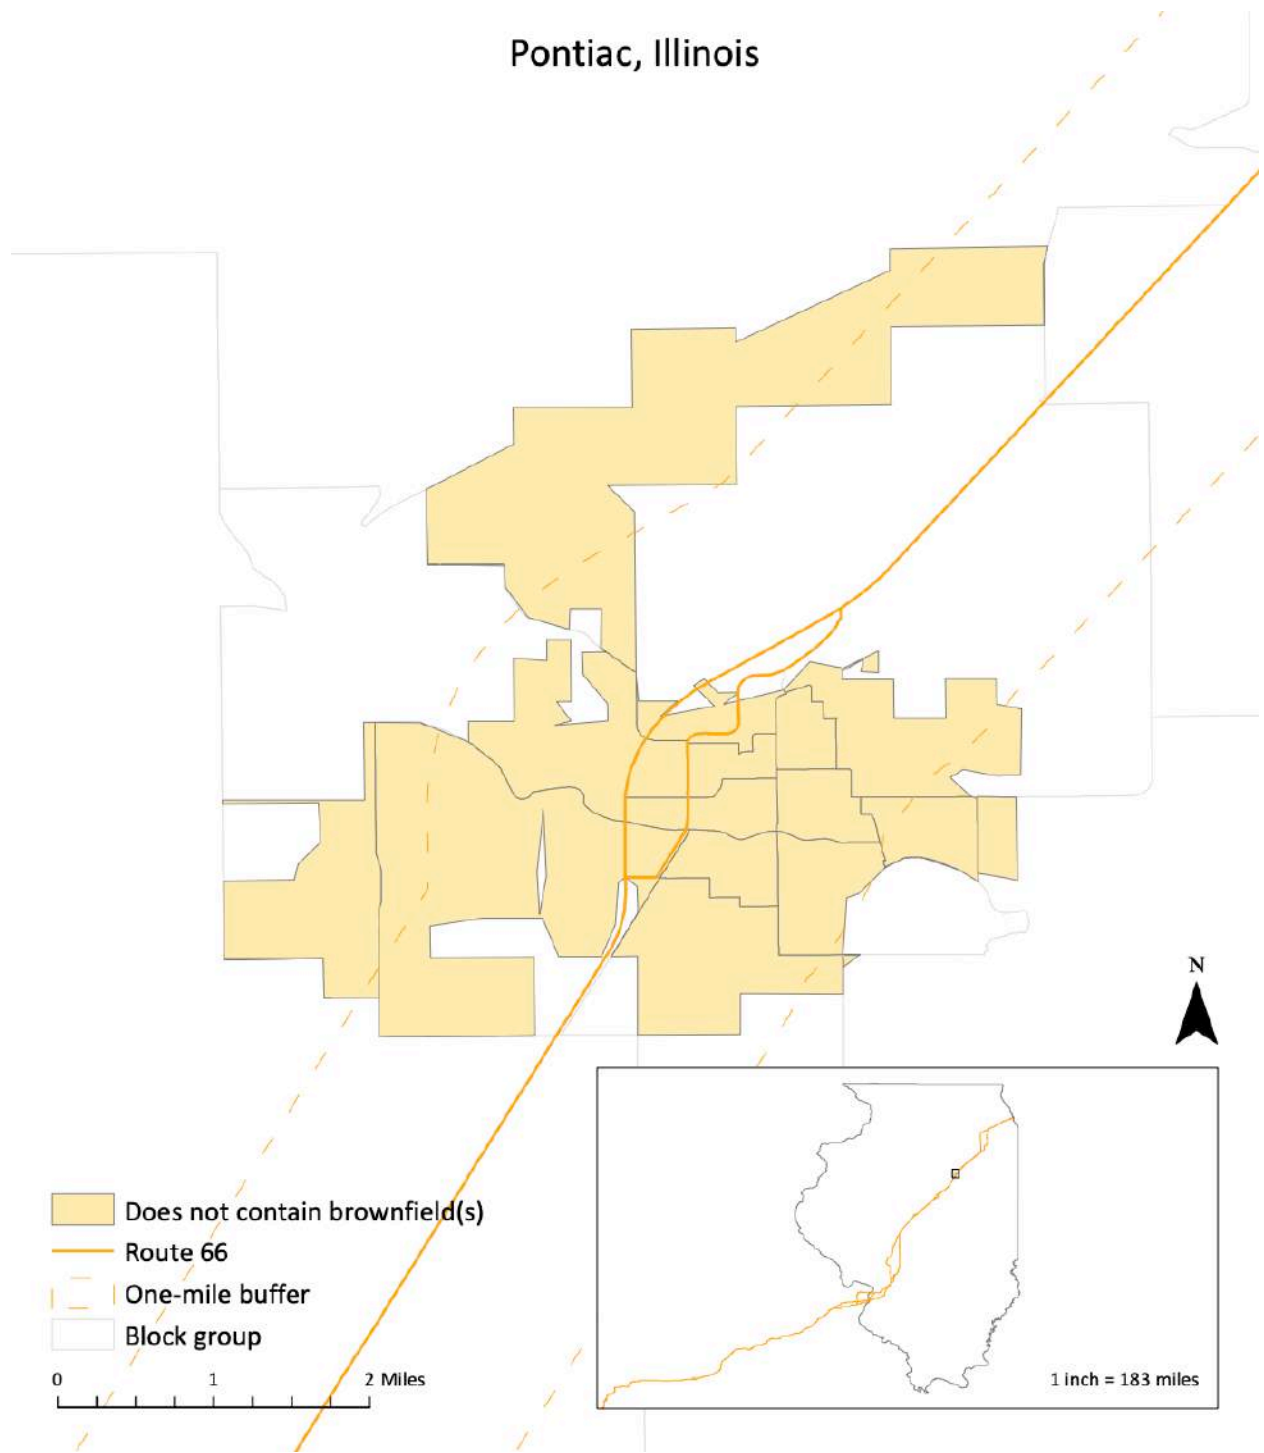 Pontiac, Illinois
N
Does not contain brownfield(s)
Route 66
One-mile buffer
Block group
0 1 2 Miles
1 inch = 183 miles